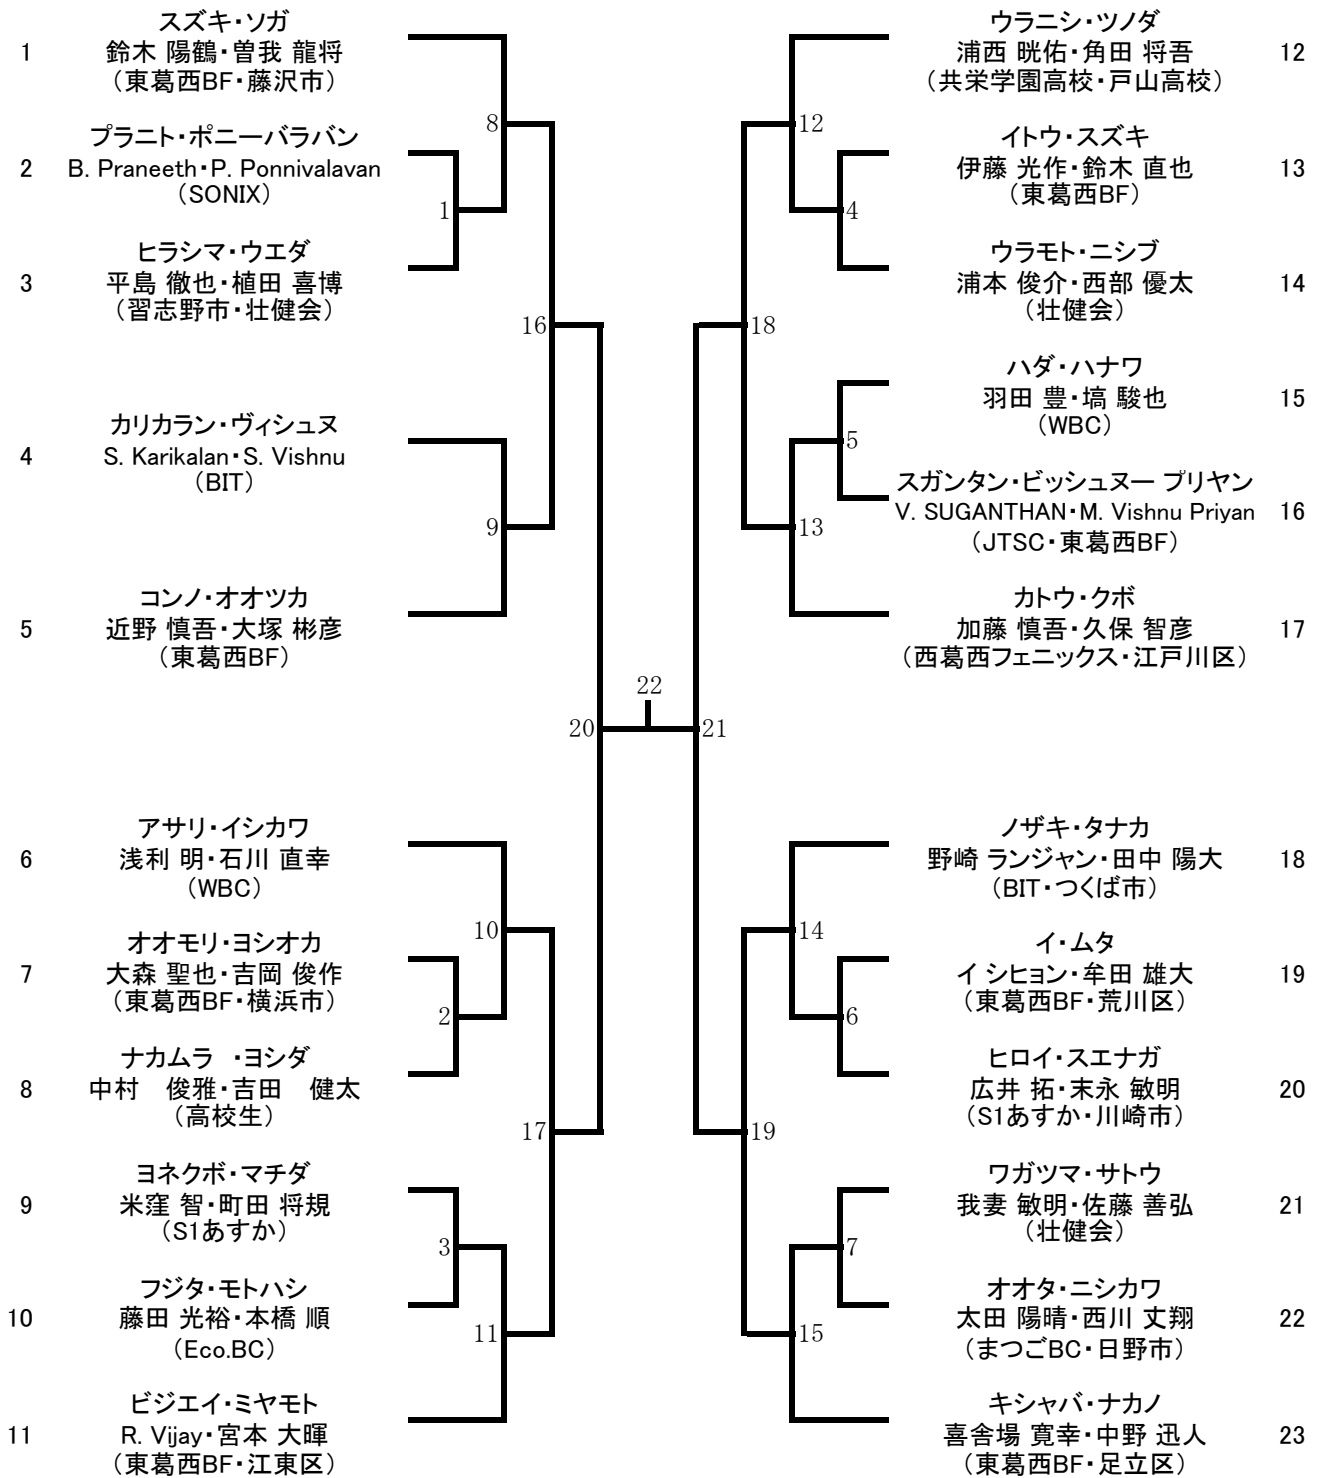 スズキ・ソガ
1 鈴木 陽鶴・曽我 龍将
（東葛西BF・藤沢市）
プラニト・ポニーバラバン
2 B. Praneeth・P. Ponnivalavan
（SONIX）
ヒラシマ・ウエダ
3 平島 徹也・植田 喜博
（習志野市・壮健会）
カリカラン・ヴィシュヌ
4 S. Karikalan・S. Vishnu
（BIT）
コンノ・オオツカ
5 近野 慎吾・大塚 彬彦
（東葛西BF）
アサリ・イシカワ
6 浅利 明・石川 直幸
（WBC）
オオモリ・ヨシオカ
7 大森 聖也・吉岡 俊作
（東葛西BF・横浜市）
ナカムラ ・ヨシダ
8 中村　俊雅・吉田　健太
（高校生）
ヨネクボ・マチダ
9 米窪 智・町田 将規
（S1あすか）
フジタ・モトハシ
10 藤田 光裕・本橋 順
（Eco.BC）
ビジエイ・ミヤモト
11 R. Vijay・宮本 大暉
（東葛西BF・江東区）
8
1
16
9
10
2
17
3
11
20
22
21
12
4
18
5
13
14
6
19
7
15
ウラニシ・ツノダ
浦西 晄佑・角田 将吾 12
（共栄学園高校・戸山高校）
イトウ・スズキ
伊藤 光作・鈴木 直也 13
（東葛西BF）
ウラモト・ニシブ
浦本 俊介・西部 優太 14
（壮健会）
ハダ・ハナワ
羽田 豊・塙 駿也 15
（WBC）
スガンタン・ビッシュヌー プリヤン
V. SUGANTHAN・M. Vishnu Priyan 16
（JTSC・東葛西BF）
カトウ・クボ
加藤 慎吾・久保 智彦 17
（西葛西フェニックス・江戸川区）
ノザキ・タナカ
野崎 ランジャン・田中 陽大 18
（BIT・つくば市）
イ・ムタ
イ シヒョン・牟田 雄大 19
（東葛西BF・荒川区）
ヒロイ・スエナガ
広井 拓・末永 敏明 20
（S1あすか・川崎市）
ワガツマ・サトウ
我妻 敏明・佐藤 善弘 21
（壮健会）
オオタ・ニシカワ
太田 陽晴・西川 丈翔 22
（まつごBC・日野市）
キシャバ・ナカノ
喜舎場 寛幸・中野 迅人 23
（東葛西BF・足立区）